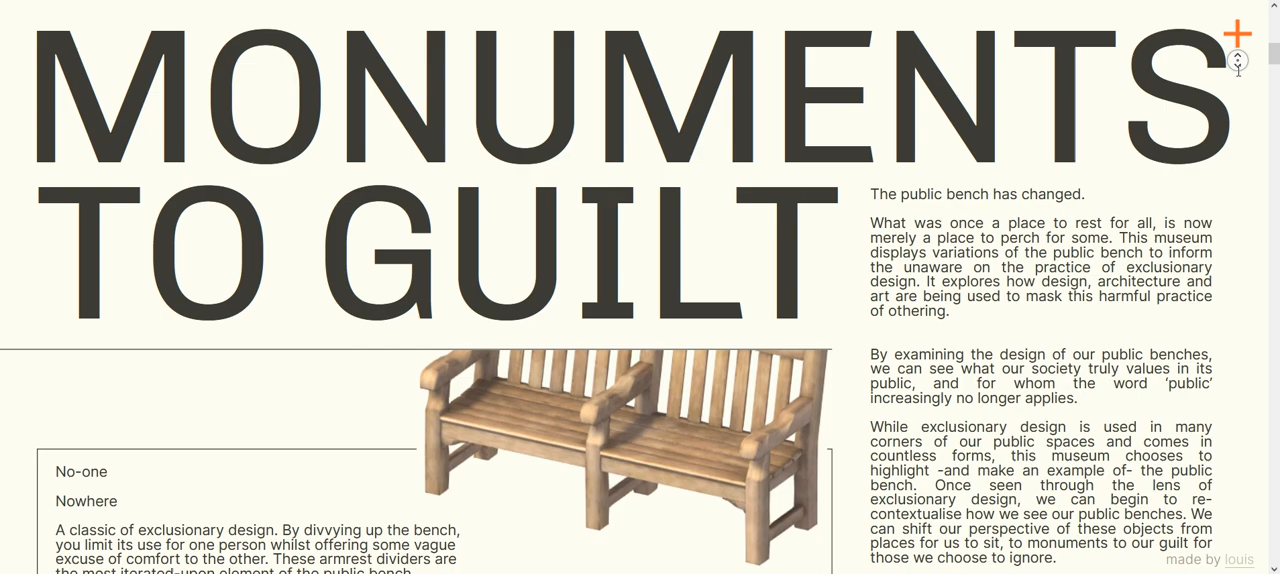 MONUMENTS
TO GUILT
The public bench has changed.
What was once a place to rest for all, is now
merely a place to perch for some. This museum
displays variations of the public bench to inform
the unaware on the practice of exclusionary
design. It explores how design, architecture and
art are being used to mask this harmful practice
of othering.
By examining the design of our public benches,
we can see what our society truly values in its
public, and for whom the word ‘public’
increasingly no longer applies.
While exclusionary design is used in many
corners of our public spaces and comes in
countless forms, this museum chooses to
highlight -and make an example of- the public
bench. Once seen through the lens of
exclusionary design, we can begin to re-
contextualise how we see our public benches. We
can shift our perspective of these objects from
places for us to sit, to monuments to our guilt for
those we choose to ignore.
No-one
Nowhere
A classic of exclusionary design. By divvying up the bench,
you limit its use for one person whilst offering some vague
excuse of comfort to the other. These armrest dividers are
the most iterated-upon element of the public bench
made by louis